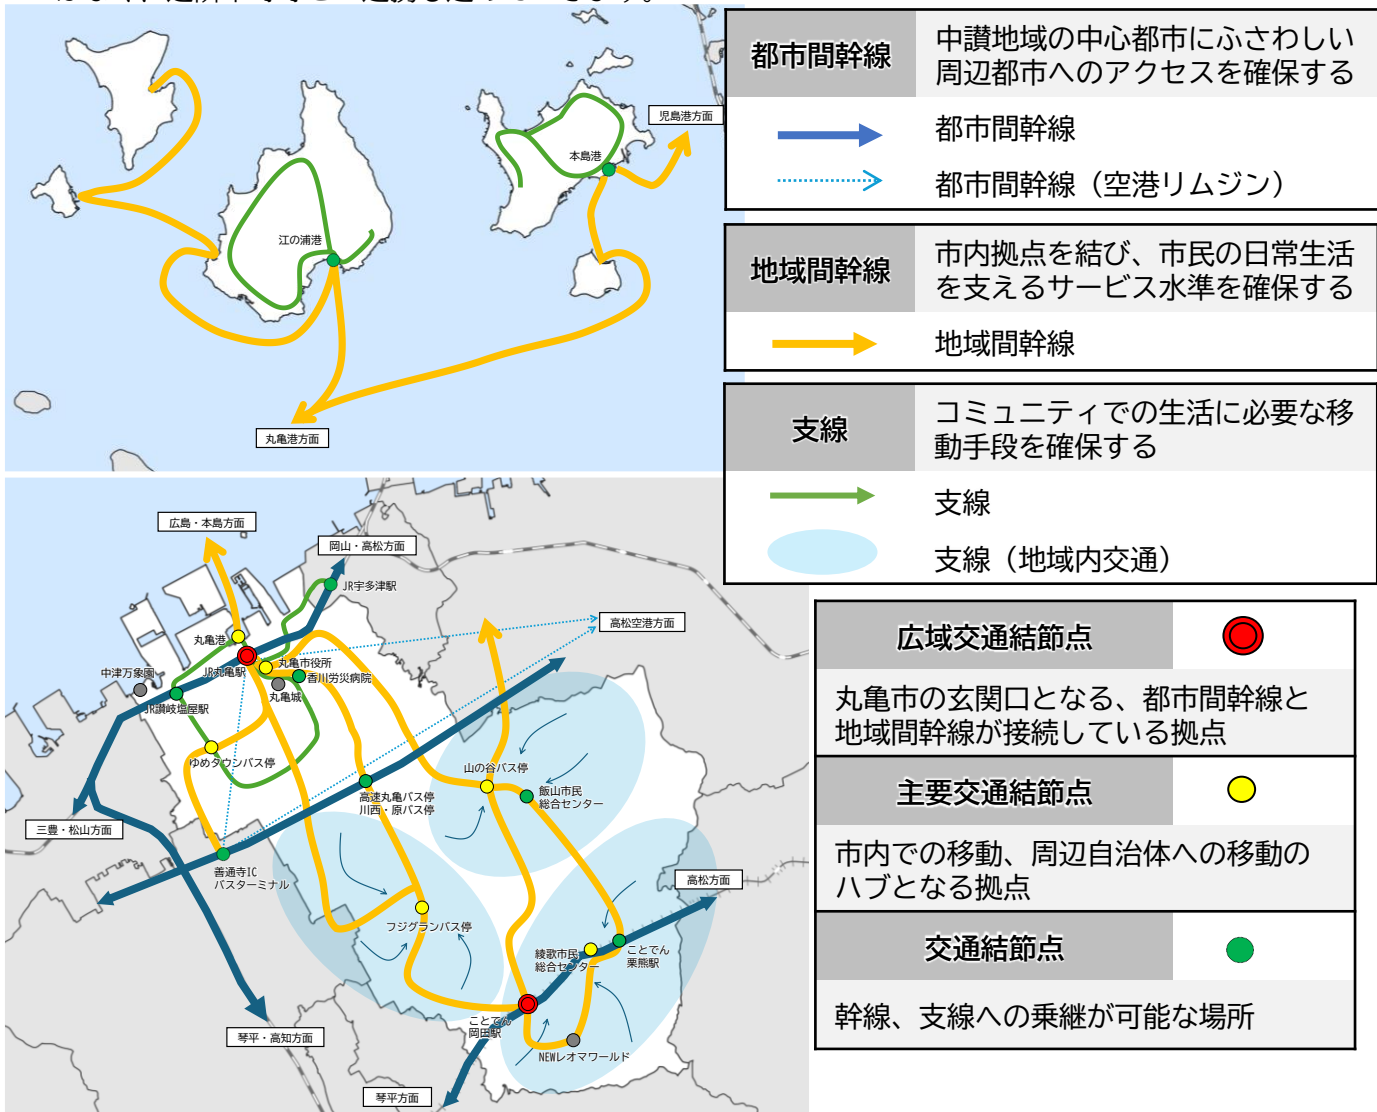 児島港方面
本島港
江の浦港
丸亀港方面
都市間幹線
中讃地域の中心都市にふさわしい
周辺都市へのアクセスを確保する
都市間幹線
都市間幹線（空港リムジン）
地域間幹線
市内拠点を結び、市民の日常生活
を支えるサービス水準を確保する
地域間幹線
支線
コミュニティでの生活に必要な移
動手段を確保する
支線
支線（地域内交通）
広島・本島方面
岡山・高松方面
JR宇多津駅
高松空港方面
丸亀港
丸亀市役所
JR丸亀駅
香川労災病院
中津万象園
丸亀城
JR讃岐塩屋駅
ゆめタウンバス停
山の谷バス停
高速丸亀バス停
川西・原バス停
飯山市民
総合センター
三豊・松山方面
善通寺IC
バスターミナル
高松方面
フジグランバス停
綾歌市民
総合センター
ことでん
栗熊駅
ことでん
岡田駅
琴平・高知方面
NEWレオマワールド
琴平方面
広域交通結節点
丸亀市の玄関口となる、都市間幹線と
地域間幹線が接続している拠点
主要交通結節点
市内での移動、周辺自治体への移動の
ハブとなる拠点
交通結節点
幹線、支線への乗継が可能な場所